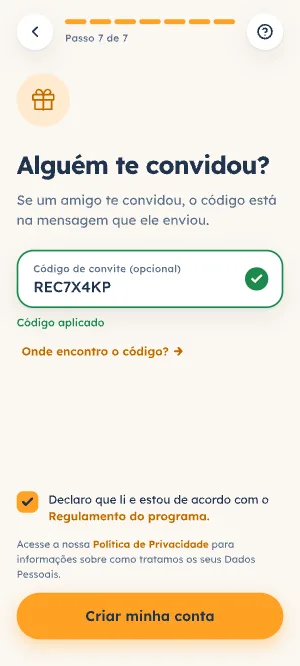 Passo 7 de 7
Alguém te convidou?
Se um amigo te convidou, o código está
na mensagem que ele enviou.
Código de convite (opcional)
REC7X4KP
Código aplicado
Onde encontro o código? →
Declaro que li e estou de acordo com o
Regulamento do programa.
Acesse a nossa Política de Privacidade para
informações sobre como tratamos os seus Dados
Pessoais.
Criar minha conta